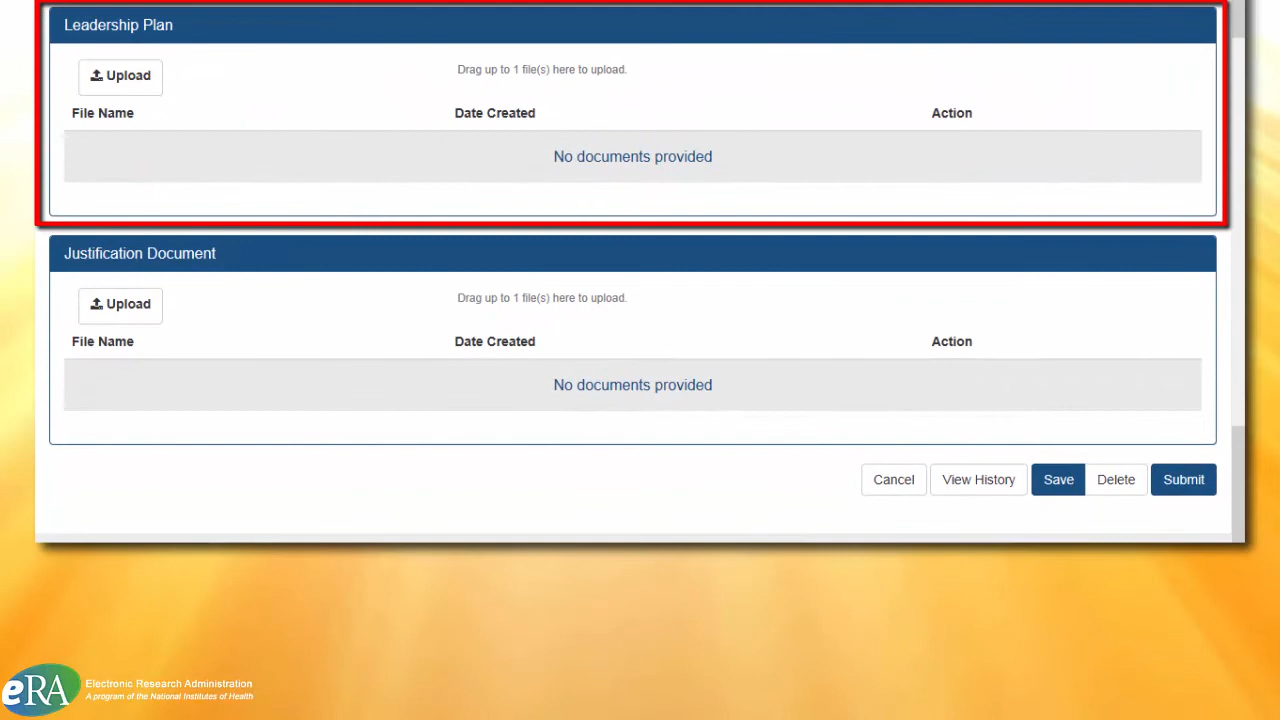 Leadership Plan
Upload
Drag up to 1 file(s) here to upload.
File Name Date Created Action
No documents provided
Justification Document
Upload
Drag up to 1 file(s) here to upload.
File Name Date Created Action
No documents provided
Cancel View History Save Delete Submit
eRA
Electronic Research Administration
A program of the National Institutes of Health